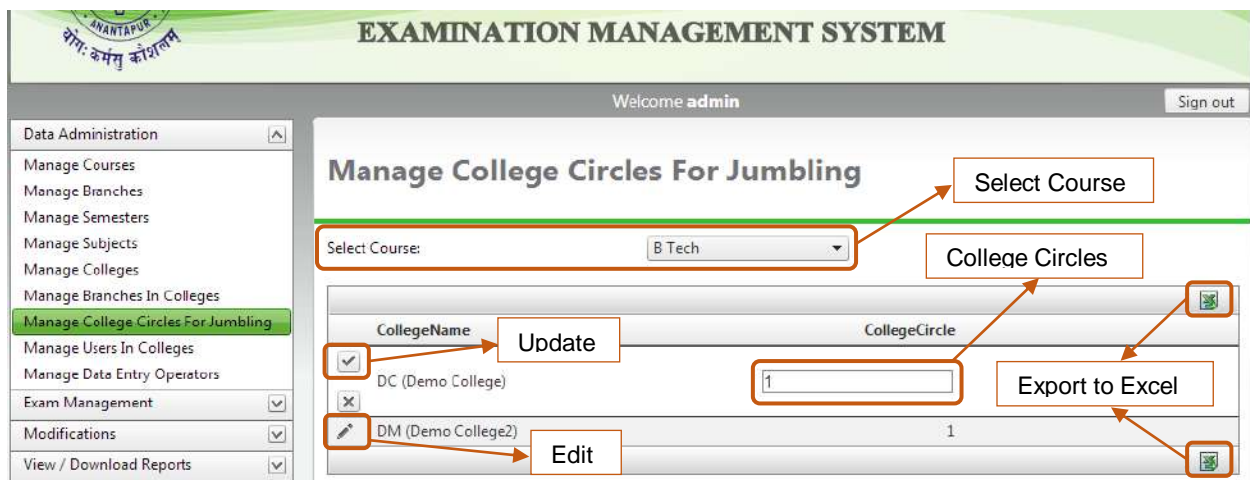 ANANTAPUR
योगः कर्मसु कौशलम्
EXAMINATION MANAGEMENT SYSTEM
Welcome admin
Sign out
Data Administration
Manage Courses
Manage Branches
Manage Semesters
Manage Subjects
Manage Colleges
Manage Branches In Colleges
Manage College Circles For Jumbling
Manage Users In Colleges
Manage Data Entry Operators
Exam Management
Modifications
View / Download Reports
Manage College Circles For Jumbling
Select Course
Select Course: B Tech
College Circles
CollegeName CollegeCircle
Update
DC (Demo College) 1
Export to Excel
DM (Demo College2) 1
Edit